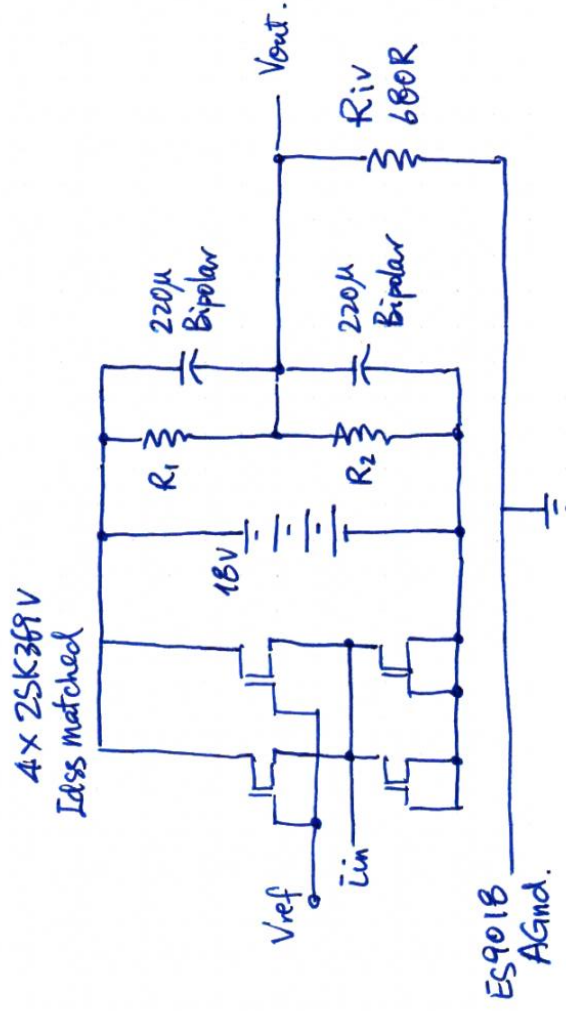 4 x 2SK369V
Idss matched
18V
R1
R2
220µ
Bipolar
220µ
Bipolar
Vout.
Riv
680R
Vref
iin
ES9018
AGnd.